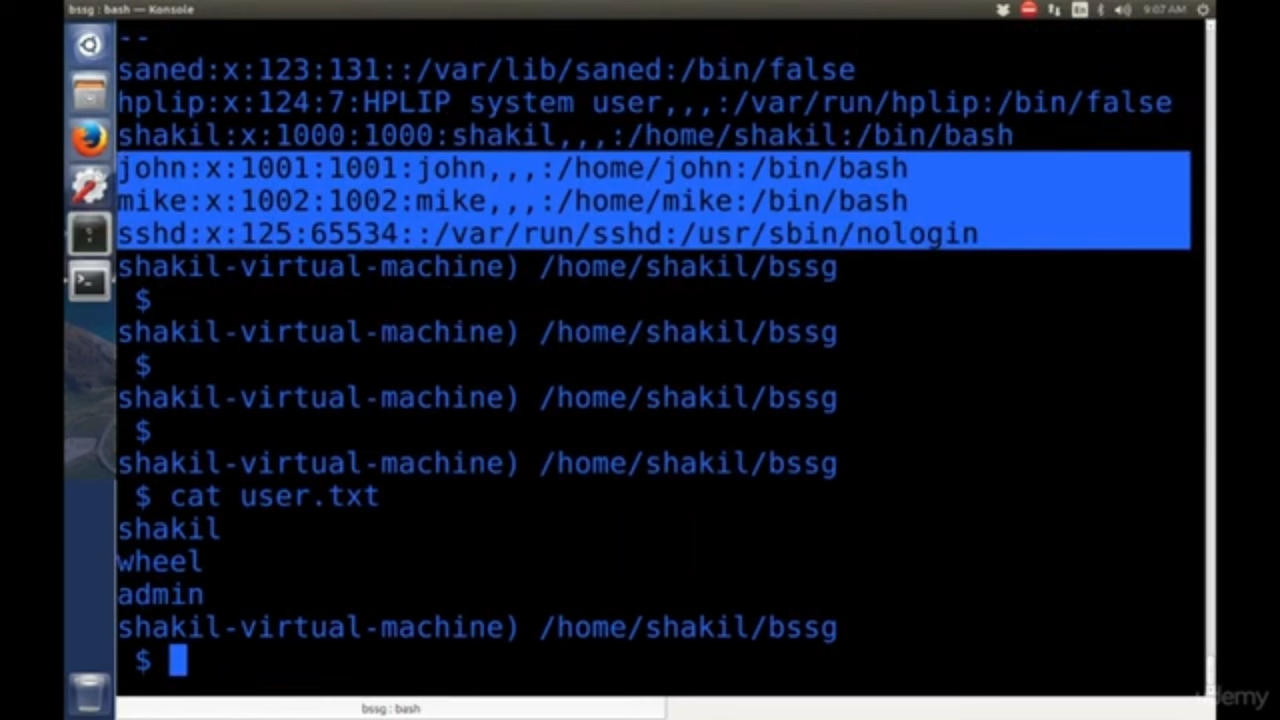 bssg : bash — Konsole
En
9:07 AM
--
saned:x:123:131::/var/lib/saned:/bin/false
hplip:x:124:7:HPLIP system user,,,:/var/run/hplip:/bin/false
shakil:x:1000:1000:shakil,,,:/home/shakil:/bin/bash
john:x:1001:1001:john,,,:/home/john:/bin/bash
mike:x:1002:1002:mike,,,:/home/mike:/bin/bash
sshd:x:125:65534::/var/run/sshd:/usr/sbin/nologin
shakil-virtual-machine) /home/shakil/bssg
$
shakil-virtual-machine) /home/shakil/bssg
$
shakil-virtual-machine) /home/shakil/bssg
$
shakil-virtual-machine) /home/shakil/bssg
$ cat user.txt
shakil
wheel
admin
shakil-virtual-machine) /home/shakil/bssg
$
bssg : bash
udemy